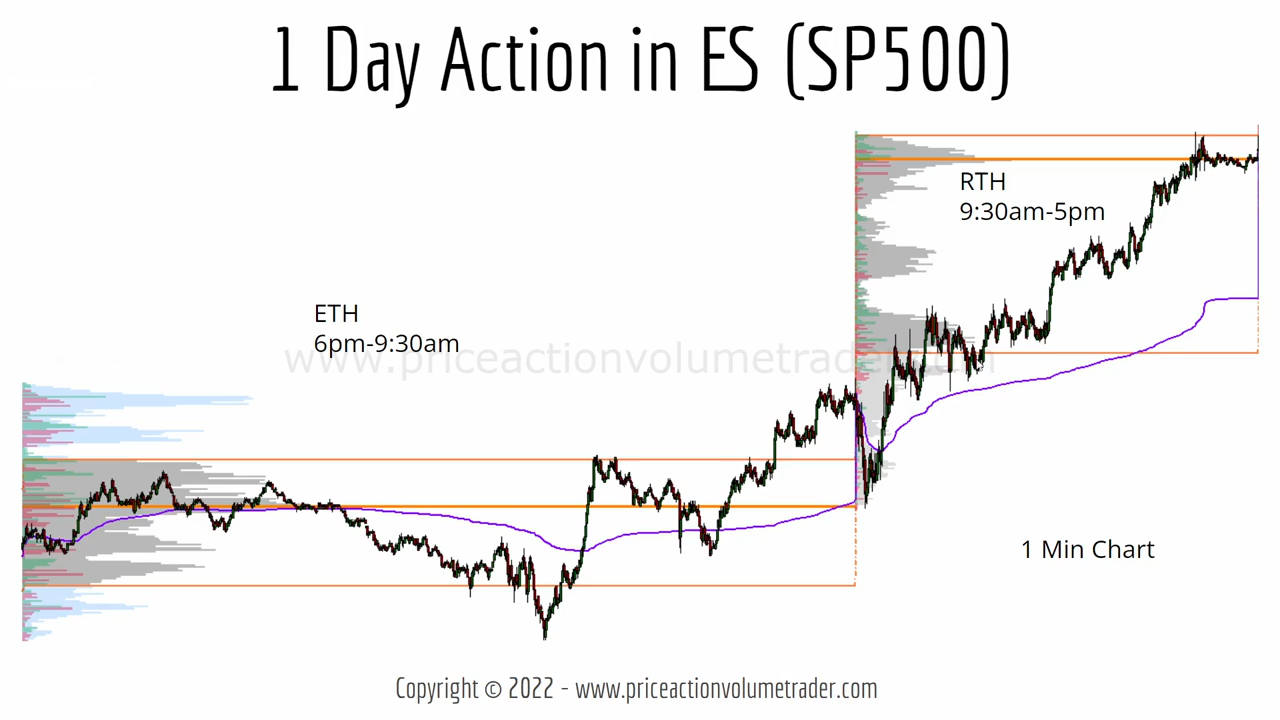 1 Day Action in ES (SP500)
RTH
9:30am-5pm
ETH
6pm-9:30am
www.priceactionvolumetrader.com
1 Min Chart
Copyright © 2022 - www.priceactionvolumetrader.com